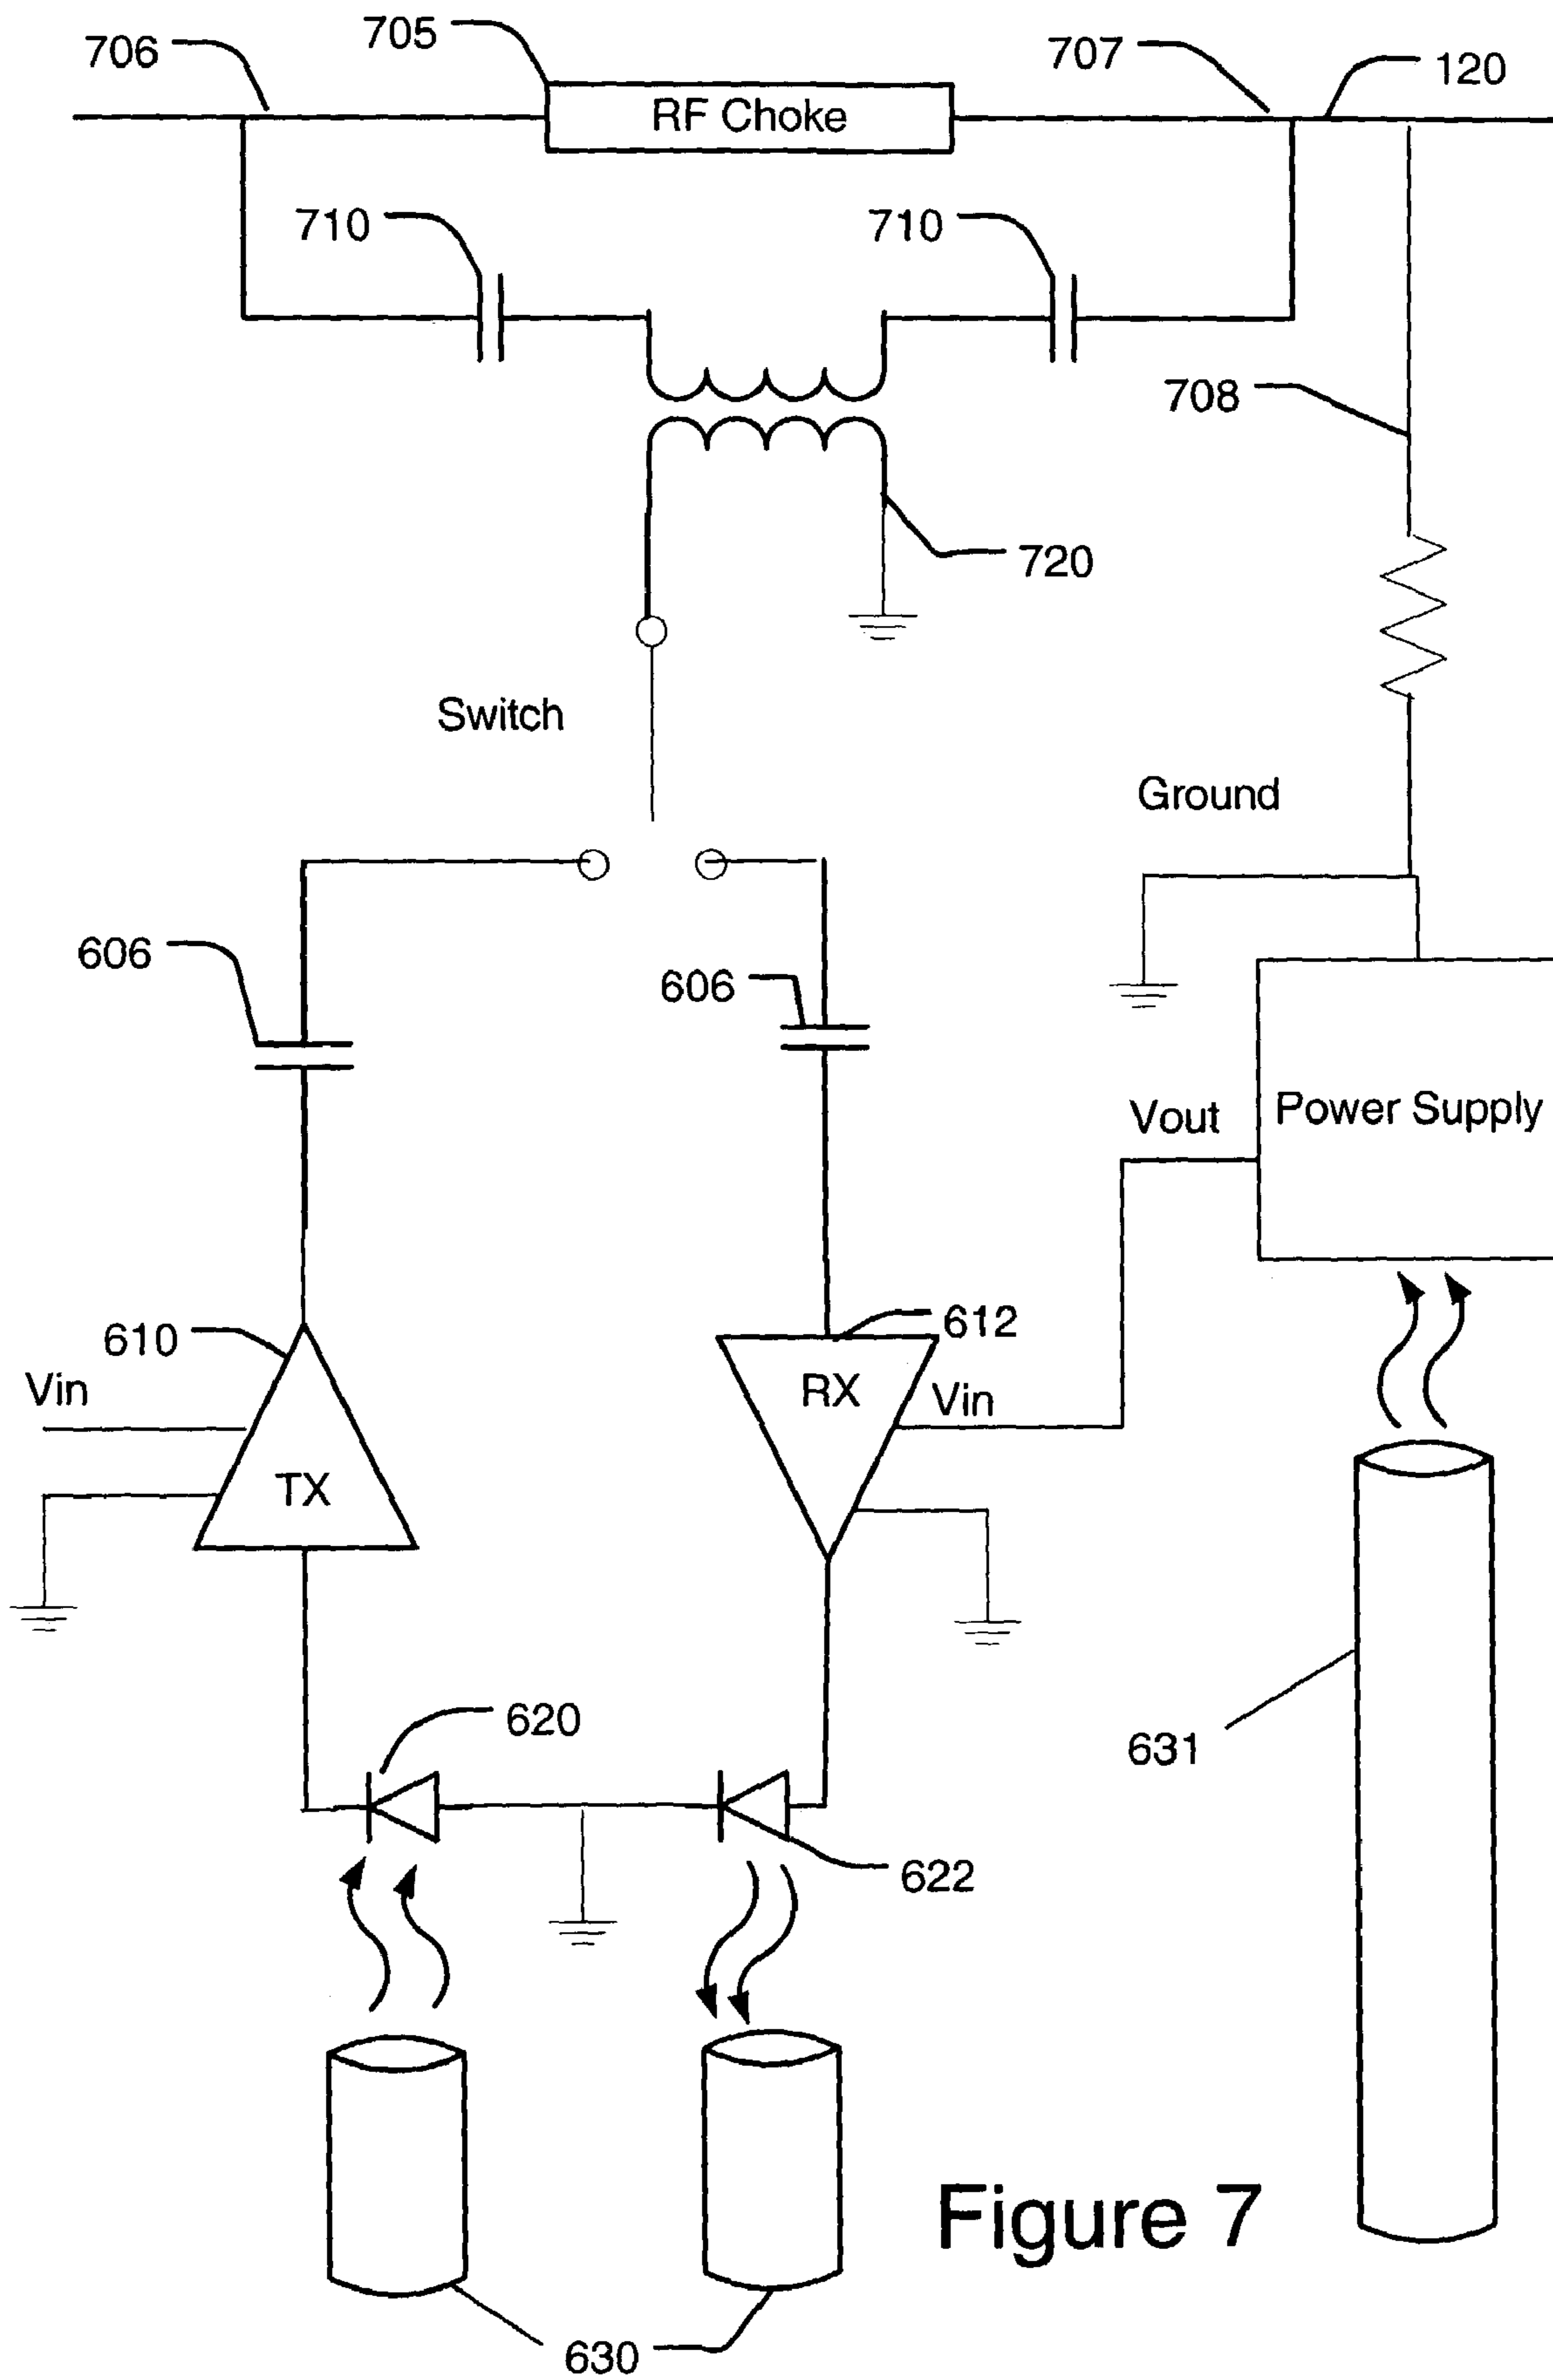 706
705
RF Choke
707
120
710
710
708
720
Switch
Ground
606
606
Vout
Power Supply
610
612
Vin
RX
Vin
TX
620
631
622
Figure 7
630